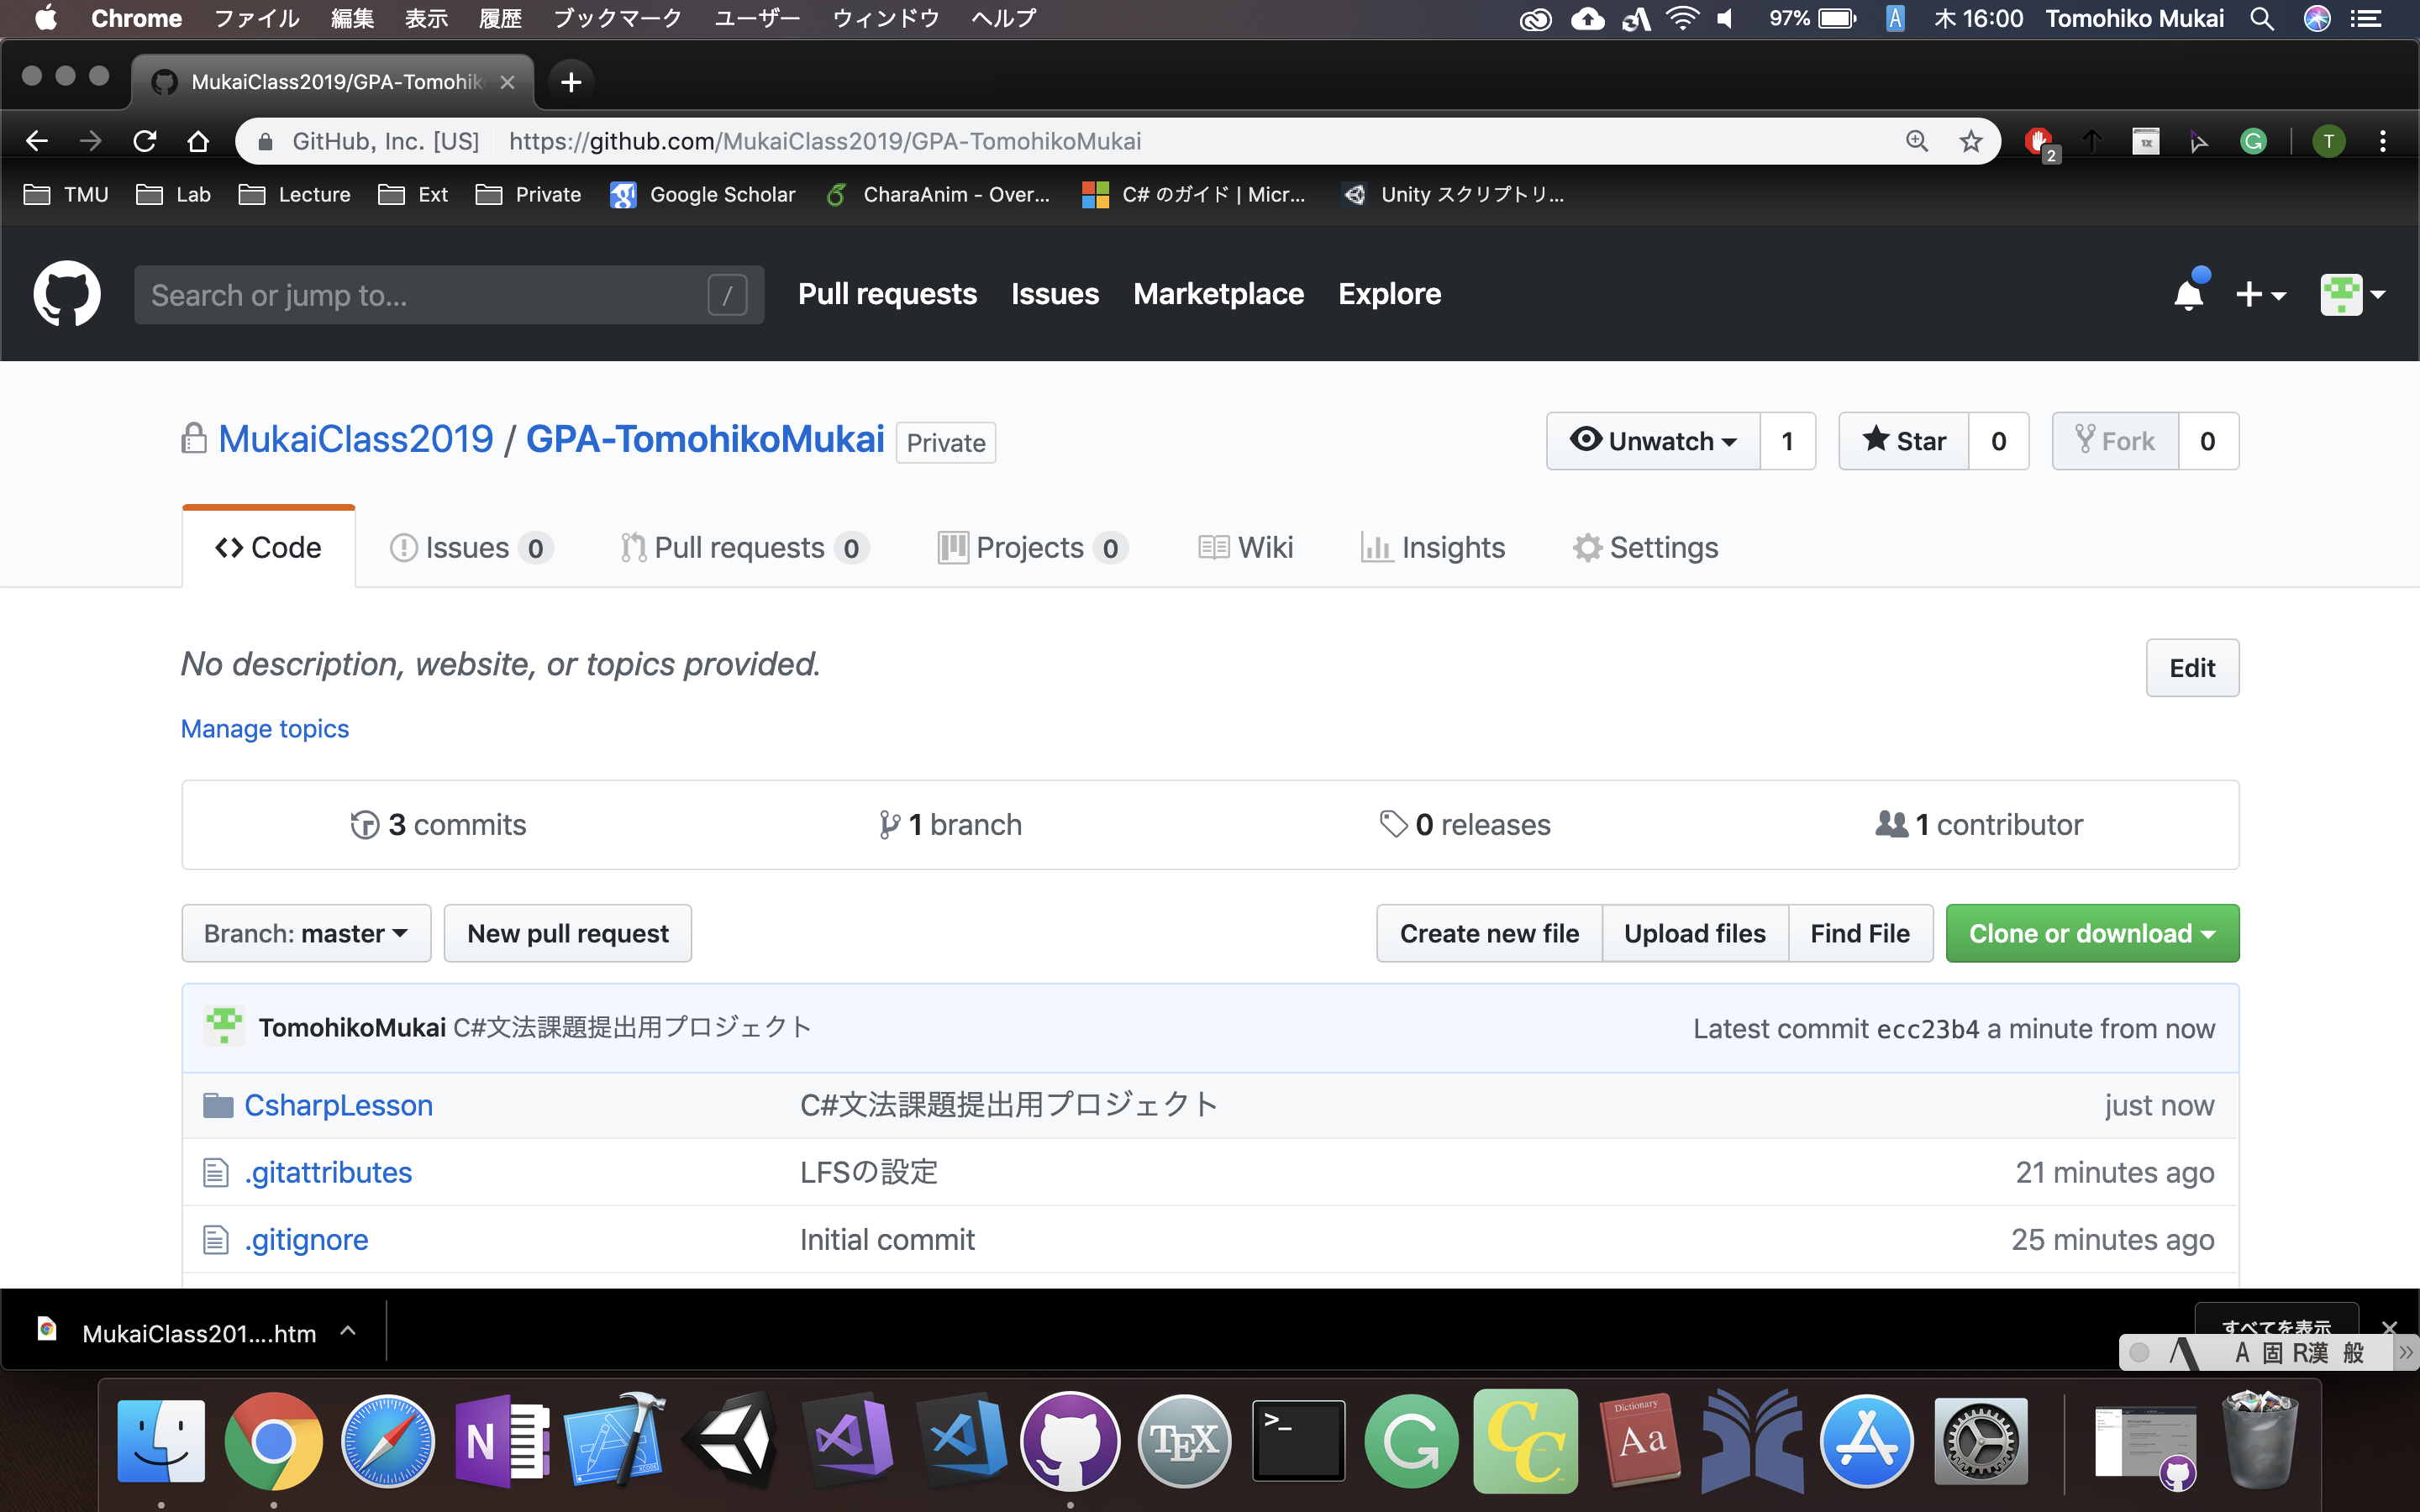 Chrome ファイル 編集 表示 履歴 ブックマーク ユーザー ウィンドウ ヘルプ 97% A 木 16:00 Tomohiko Mukai
MukaiClass2019/GPA-Tomohik
GitHub, Inc. [US] https://github.com/MukaiClass2019/GPA-TomohikoMukai 2 1x G T
TMU Lab Lecture Ext Private Google Scholar CharaAnim - Over... C# のガイド | Micr... Unity スクリプトリ...
Search or jump to... / Pull requests Issues Marketplace Explore
MukaiClass2019 / GPA-TomohikoMukai Private Unwatch 1 Star 0 Fork 0
Code Issues 0 Pull requests 0 Projects 0 Wiki Insights Settings
No description, website, or topics provided. Edit
Manage topics
3 commits 1 branch 0 releases 1 contributor
Branch: master New pull request Create new file Upload files Find File Clone or download
TomohikoMukai C#文法課題提出用プロジェクト Latest commit ecc23b4 a minute from now
CsharpLesson C#文法課題提出用プロジェクト just now
.gitattributes LFSの設定 21 minutes ago
.gitignore Initial commit 25 minutes ago
MukaiClass201....htm すべてを表示
A 固 R漢 般
N TEX >_ G CC Dictionary Aa